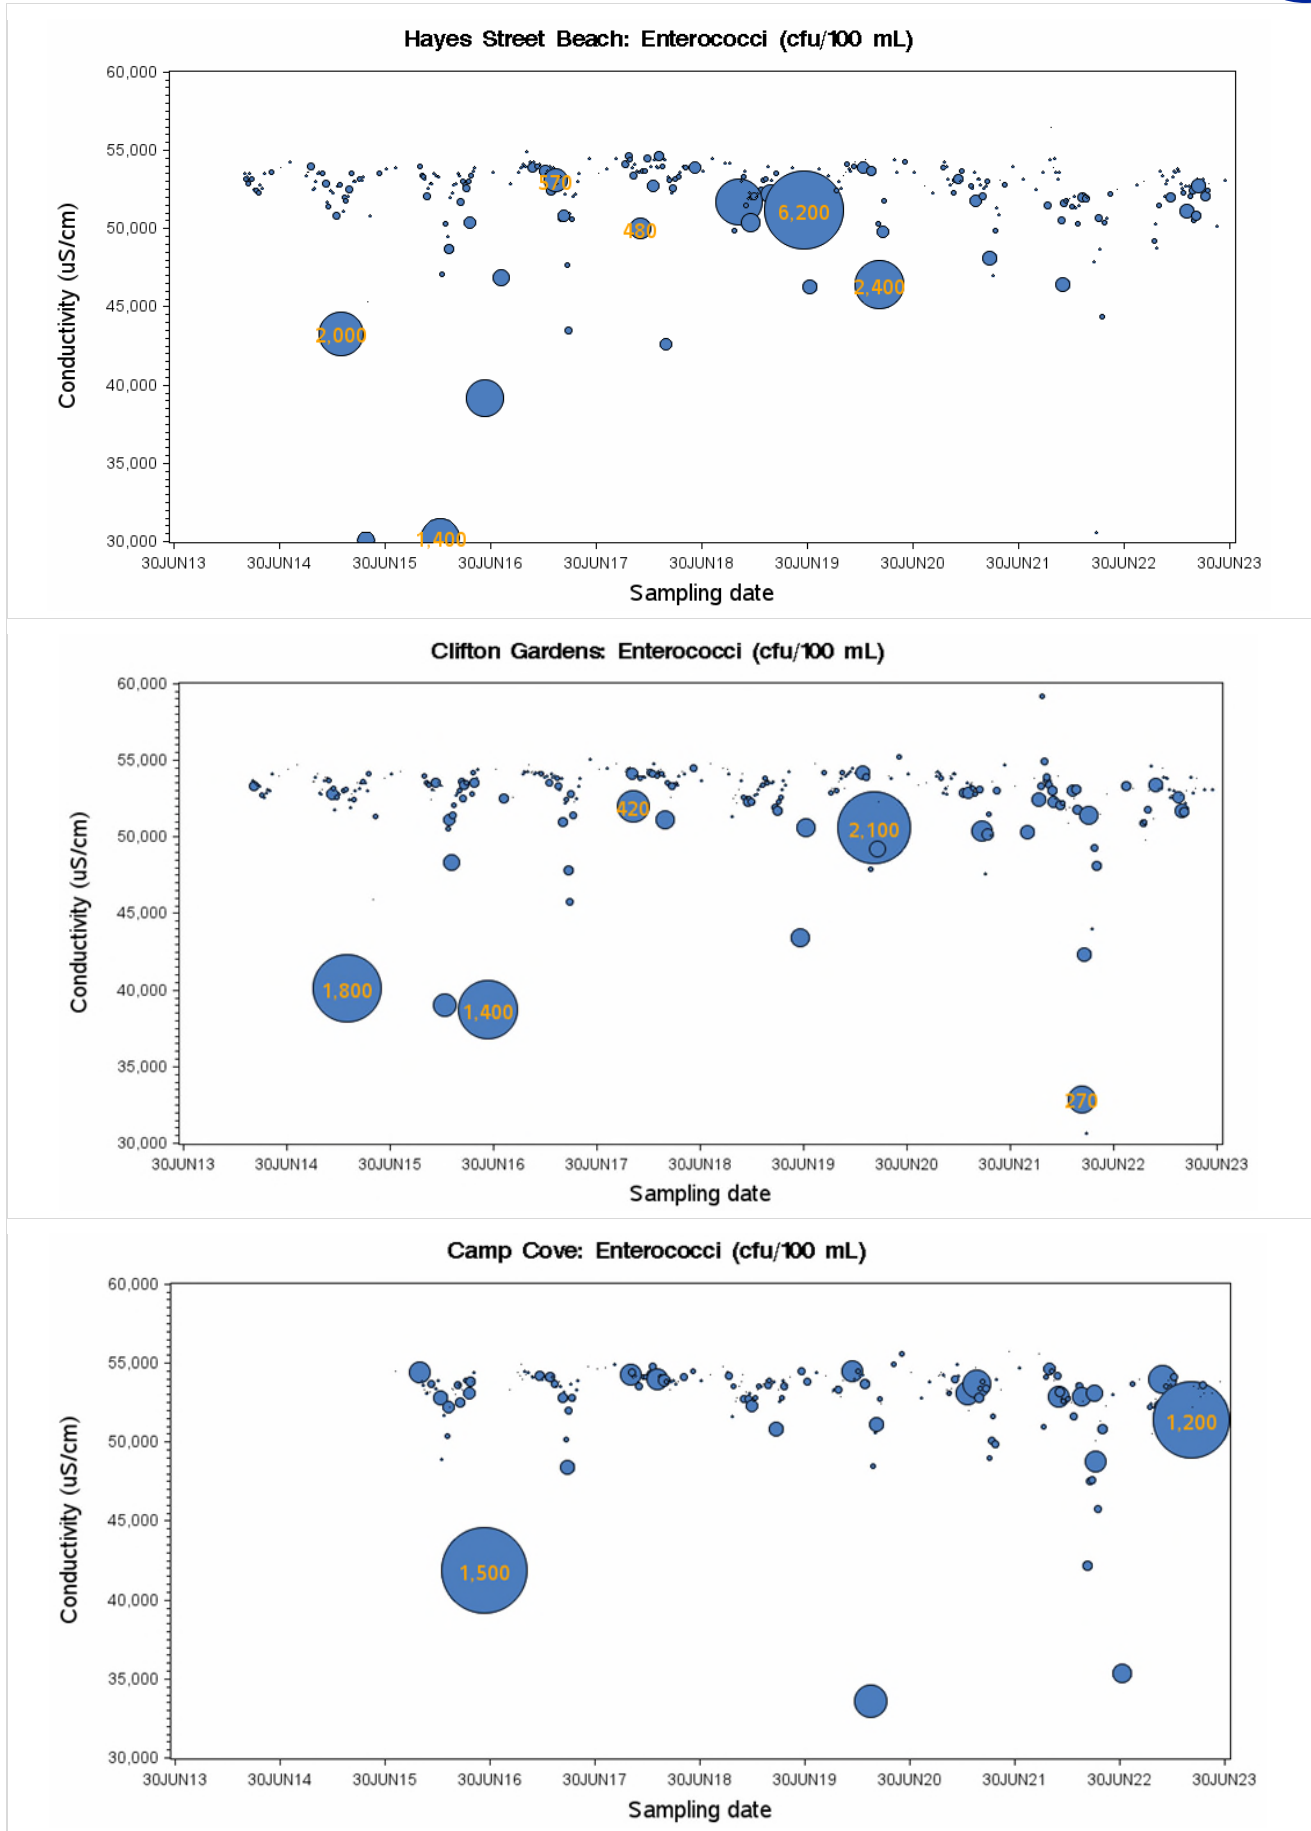 Hayes Street Beach: Enterococci (cfu/100 mL)
60,000
55,000
50,000
45,000
40,000
35,000
30,000
Conductivity (uS/cm)
570
480
6,200
2,400
2,000
1,400
30JUN13 30JUN14 30JUN15 30JUN16 30JUN17 30JUN18 30JUN19 30JUN20 30JUN21 30JUN22 30JUN23
Sampling date
Clifton Gardens: Enterococci (cfu/100 mL)
60,000
55,000
50,000
45,000
40,000
35,000
30,000
Conductivity (uS/cm)
420
2,100
1,800
1,400
270
30JUN13 30JUN14 30JUN15 30JUN16 30JUN17 30JUN18 30JUN19 30JUN20 30JUN21 30JUN22 30JUN23
Sampling date
Camp Cove: Enterococci (cfu/100 mL)
60,000
55,000
50,000
45,000
40,000
35,000
30,000
Conductivity (uS/cm)
1,200
1,500
30JUN13 30JUN14 30JUN15 30JUN16 30JUN17 30JUN18 30JUN19 30JUN20 30JUN21 30JUN22 30JUN23
Sampling date